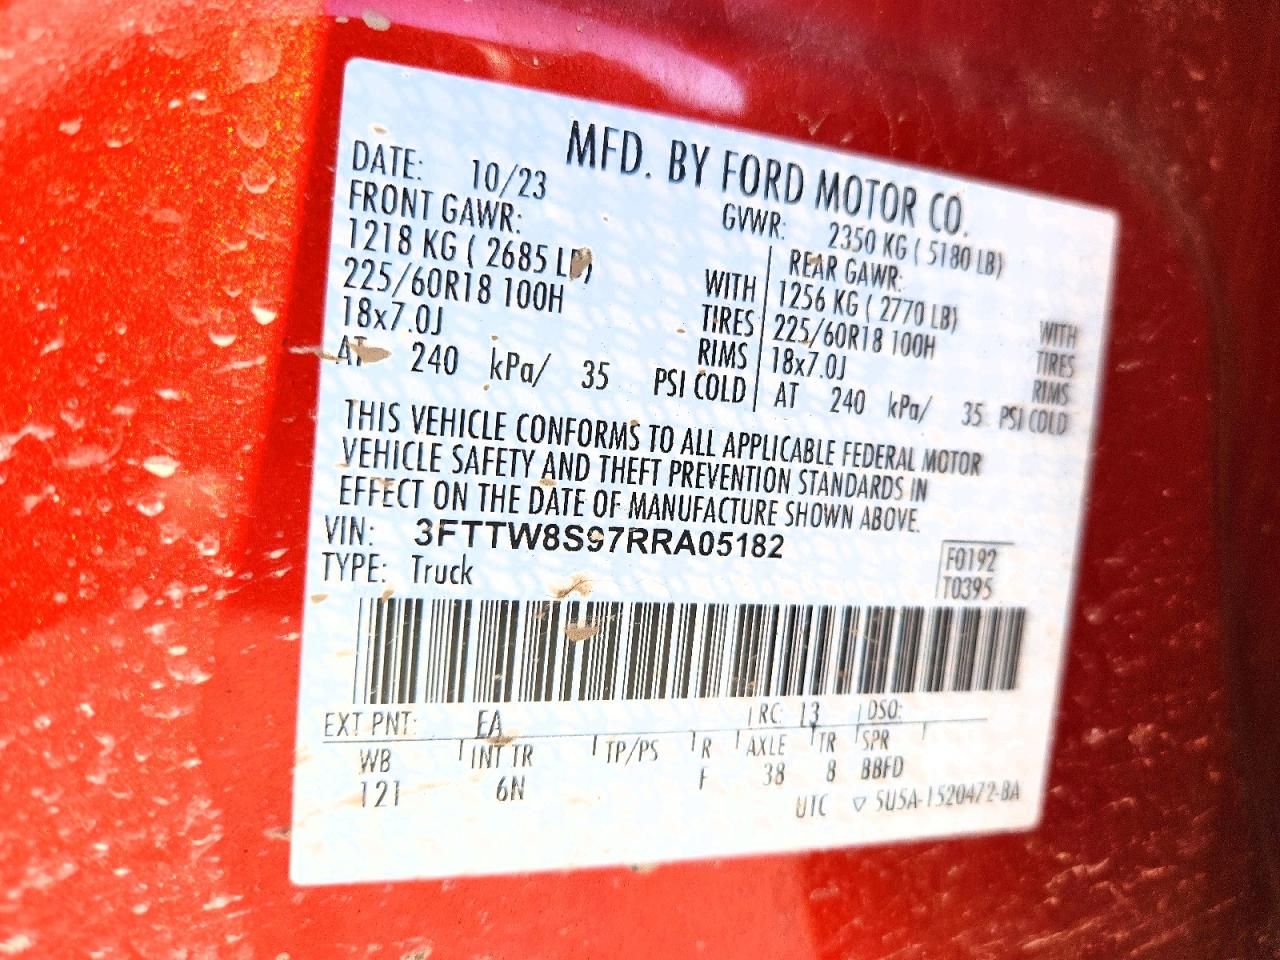 MFD. BY FORD MOTOR CO.
DATE: 10/23 GVWR: 2350 KG ( 5180 LB)
FRONT GAWR: REAR GAWR:
1218 KG ( 2685 LB) WITH 1256 KG ( 2770 LB) WITH
225/60R18 100H TIRES 225/60R18 100H TIRES
18x7.0J RIMS 18x7.0J RIMS
AT 240 kPa/ 35 PSI COLD AT 240 kPa/ 35 PSI COLD
THIS VEHICLE CONFORMS TO ALL APPLICABLE FEDERAL MOTOR
VEHICLE SAFETY AND THEFT PREVENTION STANDARDS IN
EFFECT ON THE DATE OF MANUFACTURE SHOWN ABOVE.
VIN: 3FTTW8S97RRA05182
TYPE: Truck
F0192
T0395
EXT PNT: EA RC: 13 DSO:
WB INT TR TP/PS R AXLE TR SPR
121 6N F 38 8 BBFD
UTC ▽ 5U5A-1520472-BA